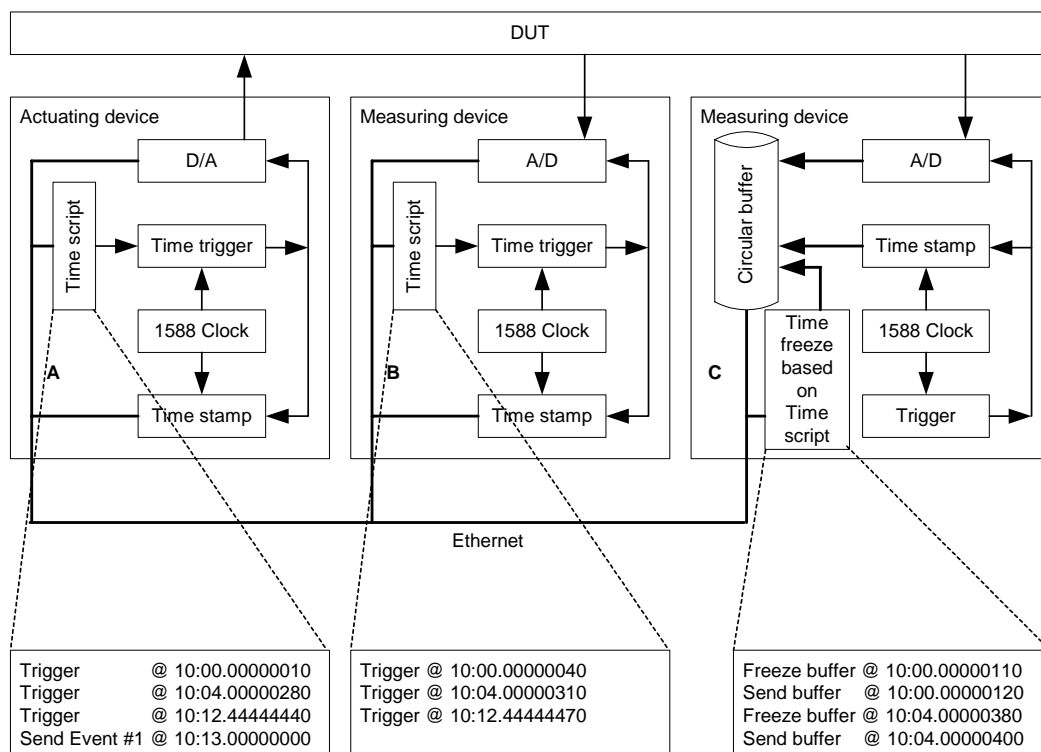 DUT
Actuating device
D/A
Time script
Time trigger
1588 Clock
A
Time stamp
Measuring device
A/D
Time script
Time trigger
1588 Clock
B
Time stamp
Measuring device
Circular buffer
A/D
Time stamp
1588 Clock
C
Time
freeze
based
on
Time
script
Trigger
Ethernet
Trigger @ 10:00.00000010
Trigger @ 10:04.00000280
Trigger @ 10:12.44444440
Send Event #1 @ 10:13.00000000
Trigger @ 10:00.00000040
Trigger @ 10:04.00000310
Trigger @ 10:12.44444470
Freeze buffer @ 10:00.00000110
Send buffer @ 10:00.00000120
Freeze buffer @ 10:04.00000380
Send buffer @ 10:04.00000400